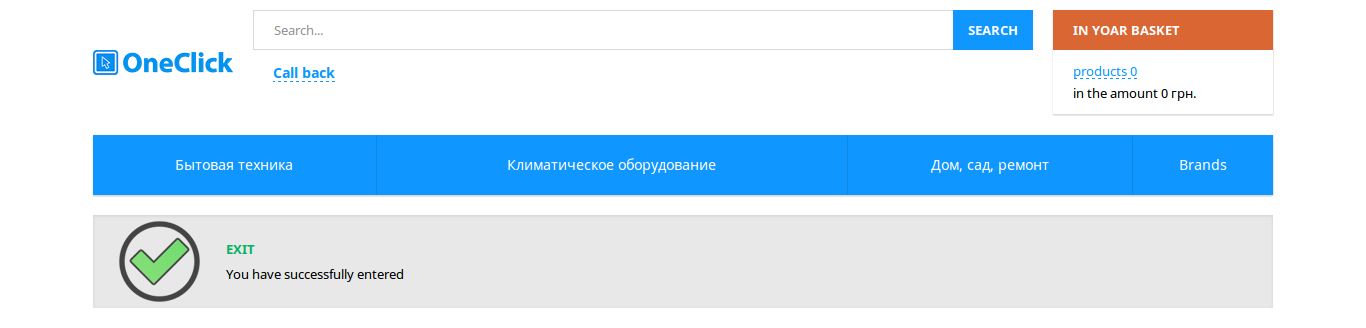 OneClick
Search...
SEARCH
Call back
IN YOAR BASKET
products 0
in the amount 0 грн.
Бытовая техника
Климатическое оборудование
Дом, сад, ремонт
Brands
EXIT
You have successfully entered